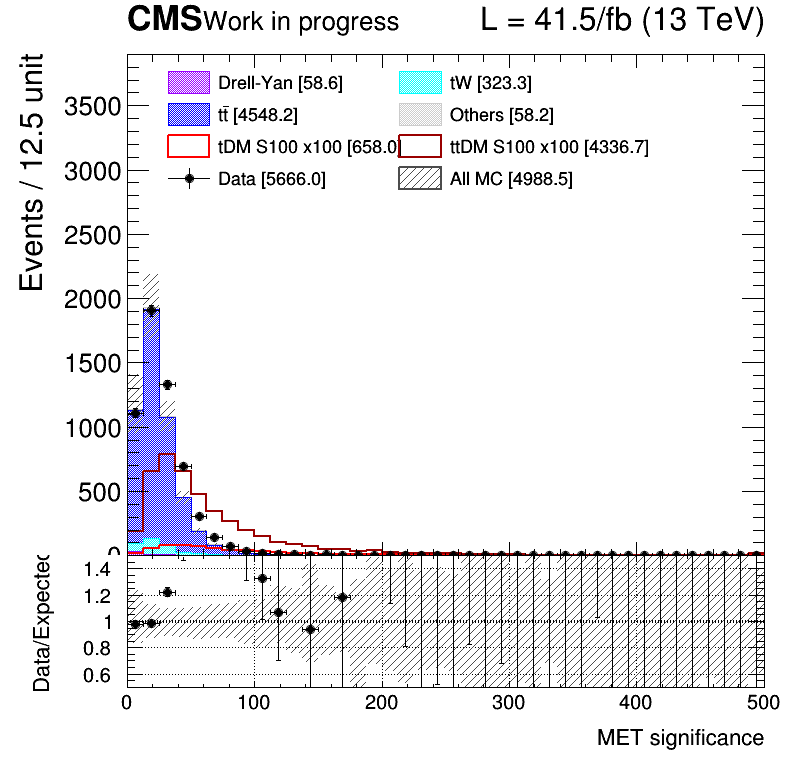 CMS Work in progress L = 41.5/fb (13 TeV)
Events / 12.5 unit
Drell-Yan [58.6] tW [323.3]
tt̄ [4548.2] Others [58.2]
tDM S100 x100 [658.0] ttDM S100 x100 [4336.7]
Data [5666.0] All MC [4988.5]
3500
3000
2500
2000
1500
1000
500
0
Data/Expected
1.4
1.2
1
0.8
0.6
0 100 200 300 400 500
MET significance